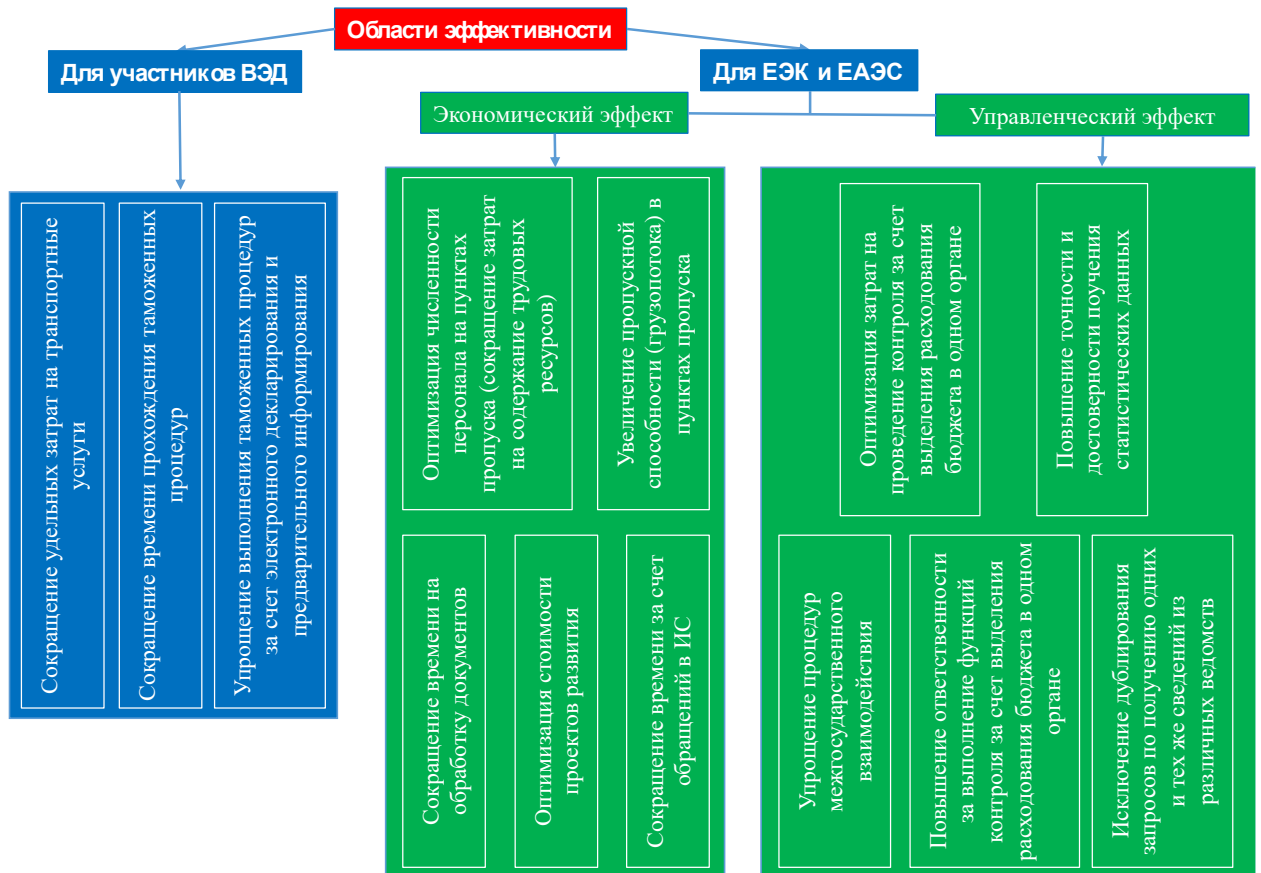 Области эффективности
Для участников ВЭД
Для ЕЭК и ЕАЭС
Экономический эффект
Управленческий эффект
Сокращение удельных затрат на транспортные
услуги
Сокращение времени прохождения таможенных
процедур
Упрощение выполнения таможенных процедур
за счет электронного декларирования и
предварительного информирования
Оптимизация численности
персонала на пунктах
пропуска (сокращение затрат
на содержание трудовых
ресурсов)
Увеличение пропускной
способности (грузопотока) в
пунктах пропуска
Сокращение времени на
обработку документов
Оптимизация стоимости
проектов развития
Сокращение времени за счет
обращений в ИС
Оптимизация затрат на
проведение контроля за счет
выделения расходования
бюджета в одном органе
Повышение точности и
достоверности поучения
статистических данных
Упрощение процедур
межгосударственного
взаимодействия
Повышение ответственности
за выполнение функций
контроля за счет выделения
расходования бюджета в одном
органе
Исключение дублирования
запросов по получению одних
и тех же сведений из
различных ведомств